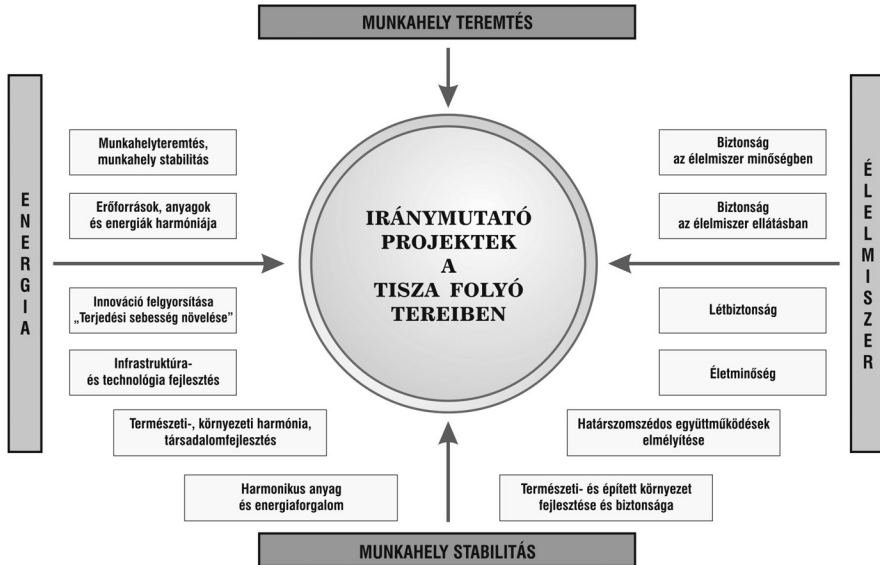 MUNKAHELY TEREMTÉS
ENERGIA
Munkahelyteremtés,
munkahely stabilitás
Erőforrások, anyagok
és energiák harmóniája
Innováció felgyorsítása
„Terjedési sebesség növelése”
Infrastruktúra-
és technológia fejlesztés
IRÁNYMUTATÓ
PROJEKTEK
A
TISZA FOLYÓ
TEREIBEN
Biztonság
az élelmiszer minőségben
Biztonság
az élelmiszer ellátásban
Létbiztonság
Életminőség
ÉLELMISZER
Természeti-, környezeti harmónia,
társadalomfejlesztés
Határszomszédos együttműködések
elmélyítése
Harmonikus anyag
és energiaforgalom
Természeti- és épített környezet
fejlesztése és biztonsága
MUNKAHELY STABILITÁS